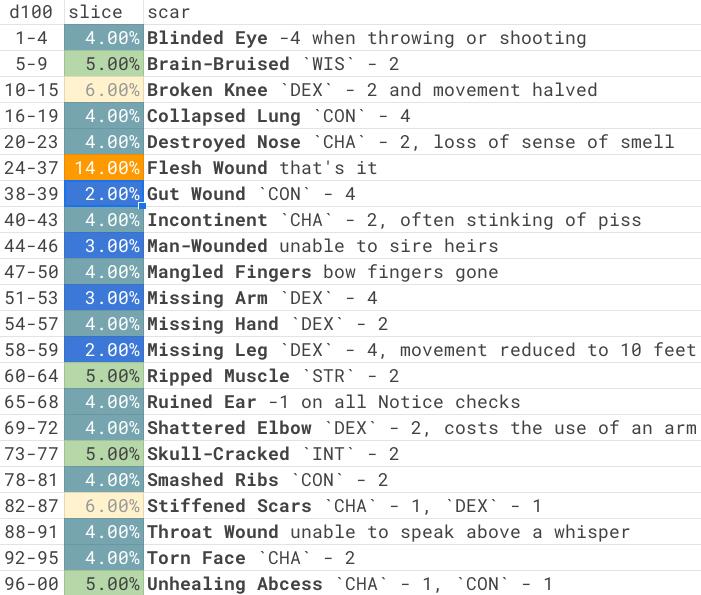 d100 slice scar
1-4 4.00% Blinded Eye -4 when throwing or shooting
5-9 5.00% Brain-Bruised `WIS` - 2
10-15 6.00% Broken Knee `DEX` - 2 and movement halved
16-19 4.00% Collapsed Lung `CON` - 4
20-23 4.00% Destroyed Nose `CHA` - 2, loss of sense of smell
24-37 14.00% Flesh Wound that's it
38-39 2.00% Gut Wound `CON` - 4
40-43 4.00% Incontinent `CHA` - 2, often stinking of piss
44-46 3.00% Man-Wounded unable to sire heirs
47-50 4.00% Mangled Fingers bow fingers gone
51-53 3.00% Missing Arm `DEX` - 4
54-57 4.00% Missing Hand `DEX` - 2
58-59 2.00% Missing Leg `DEX` - 4, movement reduced to 10 feet
60-64 5.00% Ripped Muscle `STR` - 2
65-68 4.00% Ruined Ear -1 on all Notice checks
69-72 4.00% Shattered Elbow `DEX` - 2, costs the use of an arm
73-77 5.00% Skull-Cracked `INT` - 2
78-81 4.00% Smashed Ribs `CON` - 2
82-87 6.00% Stiffened Scars `CHA` - 1, `DEX` - 1
88-91 4.00% Throat Wound unable to speak above a whisper
92-95 4.00% Torn Face `CHA` - 2
96-00 5.00% Unhealing Abcess `CHA` - 1, `CON` - 1